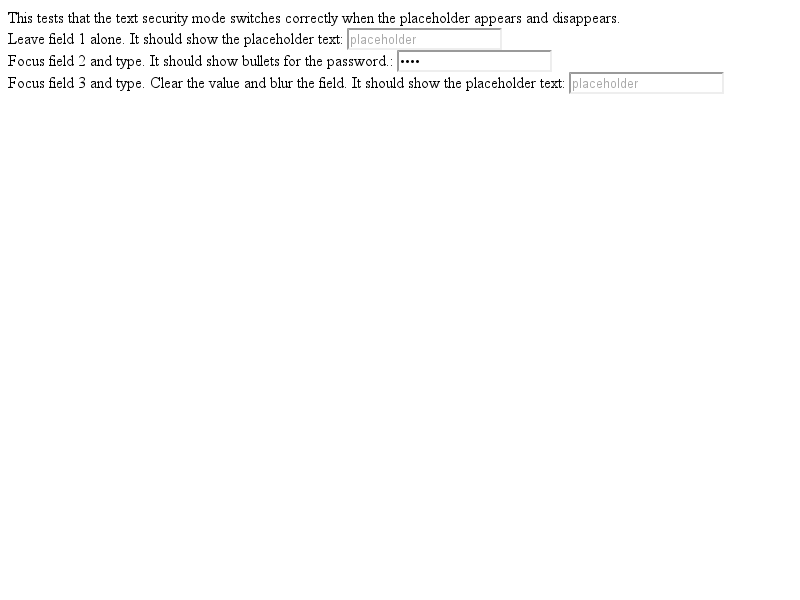 This tests that the text security mode switches correctly when the placeholder appears and disappears.
Leave field 1 alone. It should show the placeholder text: placeholder
Focus field 2 and type. It should show bullets for the password.: ••••
Focus field 3 and type. Clear the value and blur the field. It should show the placeholder text: placeholder